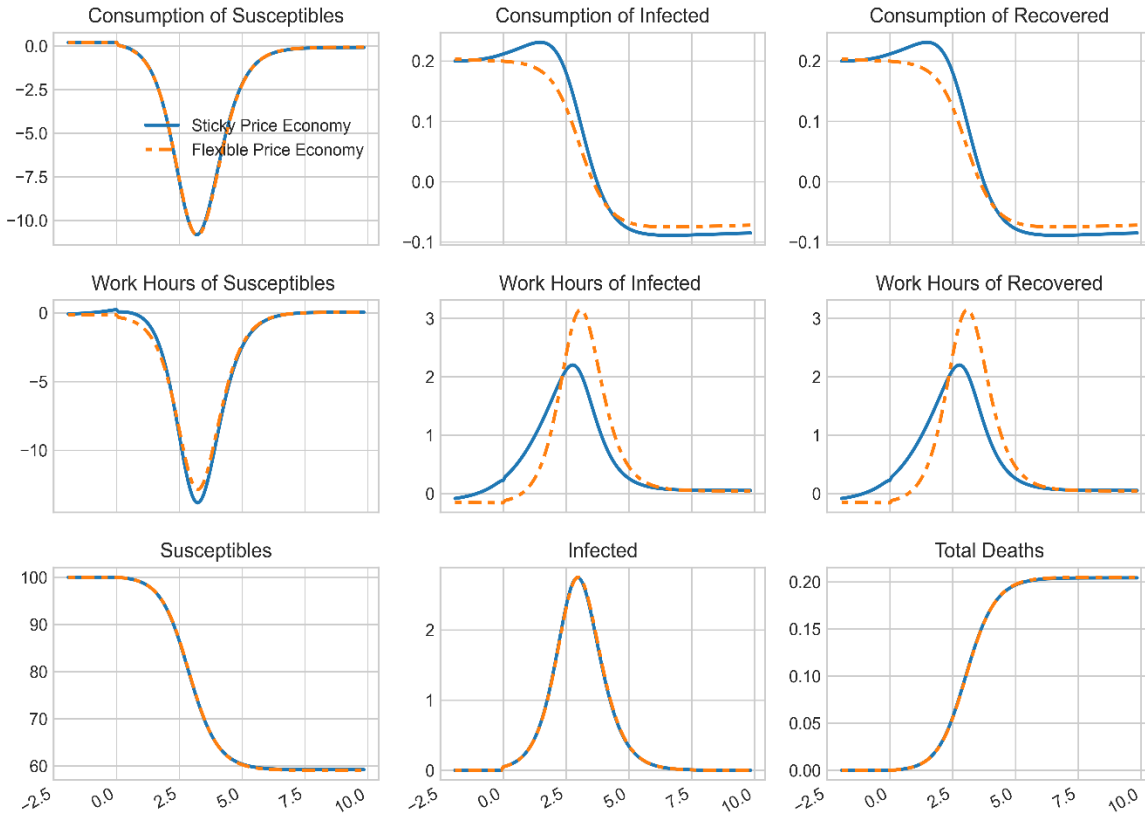 Consumption of Susceptibles
Consumption of Infected
Consumption of Recovered
0.0
−2.5
−5.0
−7.5
−10.0
Sticky Price Economy
Flexible Price Economy
0.2
0.1
0.0
−0.1
0.2
0.1
0.0
−0.1
Work Hours of Susceptibles
Work Hours of Infected
Work Hours of Recovered
0
−5
−10
3
2
1
0
3
2
1
0
Susceptibles
Infected
Total Deaths
100
90
80
70
60
2
1
0
0.20
0.15
0.10
0.05
0.00
−2.5 0.0 2.5 5.0 7.5 10.0
−2.5 0.0 2.5 5.0 7.5 10.0
−2.5 0.0 2.5 5.0 7.5 10.0